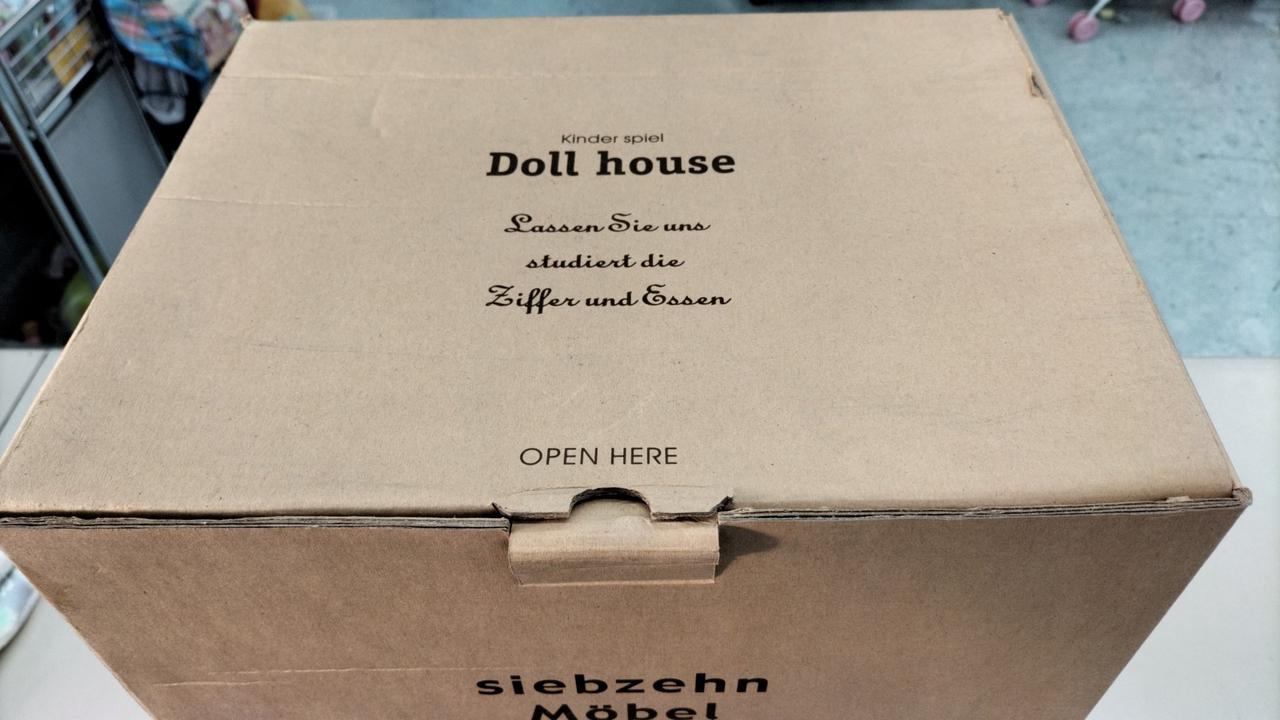 Kinder spiel
Doll house
Lassen Sie uns
studiert die
Ziffer und Essen
OPEN HERE
siebzehn
Möbel